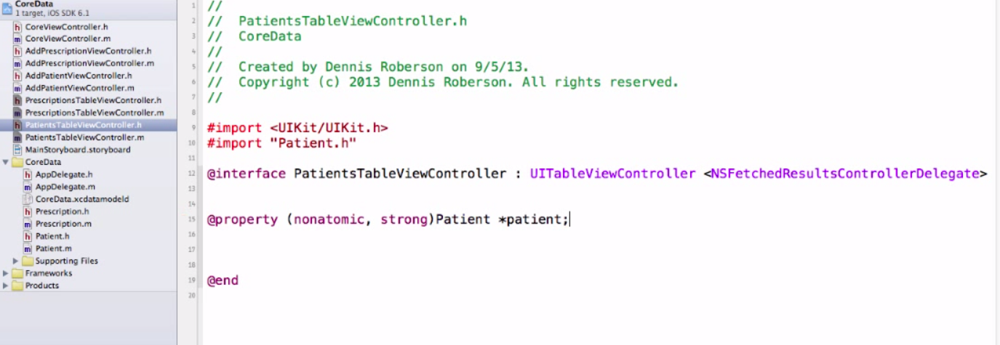 CoreData
1 target, iOS SDK 6.1
h CoreViewController.h
m CoreViewController.m
h AddPrescriptionViewController.h
m AddPrescriptionViewController.m
h AddPatientViewController.h
m AddPatientViewController.m
h PrescriptionsTableViewController.h
m PrescriptionsTableViewController.m
h PatientsTableViewController.h
m PatientsTableViewController.m
MainStoryboard.storyboard
CoreData
h AppDelegate.h
m AppDelegate.m
CoreData.xcdatamodeld
h Prescription.h
m Prescription.m
h Patient.h
m Patient.m
Supporting Files
Frameworks
Products
1 //
2 //  PatientsTableViewController.h
3 //  CoreData
4 //
5 //  Created by Dennis Roberson on 9/5/13.
6 //  Copyright (c) 2013 Dennis Roberson. All rights reserved.
7 //
8
9 #import <UIKit/UIKit.h>
10 #import "Patient.h"
11
12 @interface PatientsTableViewController : UITableViewController <NSFetchedResultsControllerDelegate>
13
14
15 @property (nonatomic, strong)Patient *patient;
16
17
18
19 @end
20